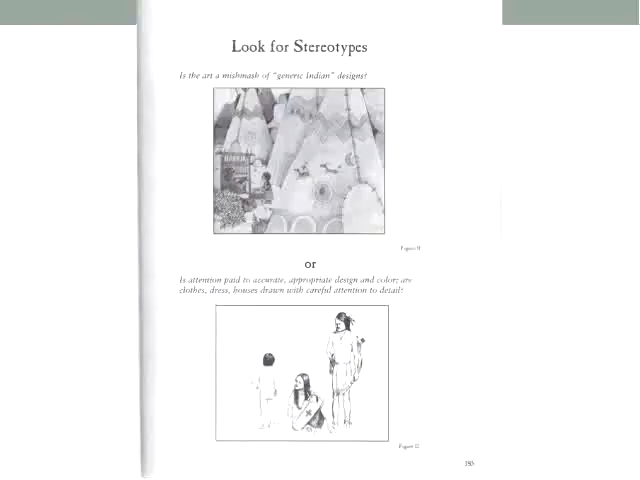 Look for Stereotypes
Is the art a mishmash of "generic Indian" designs?
or
Is attention paid to accurate, appropriate design and color; are
clothes, dress, houses drawn with careful attention to detail?